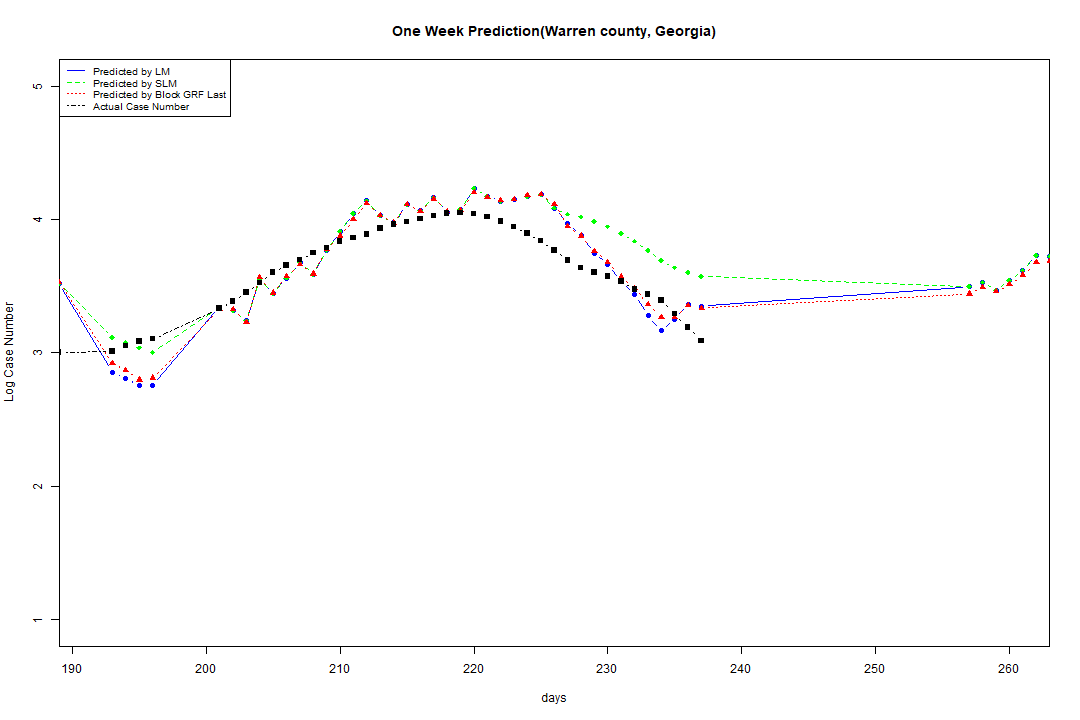 One Week Prediction(Warren county, Georgia)
Predicted by LM
Predicted by SLM
Predicted by Block GRF Last
Actual Case Number
5
4
3
2
1
Log Case Number
190 200 210 220 230 240 250 260
days